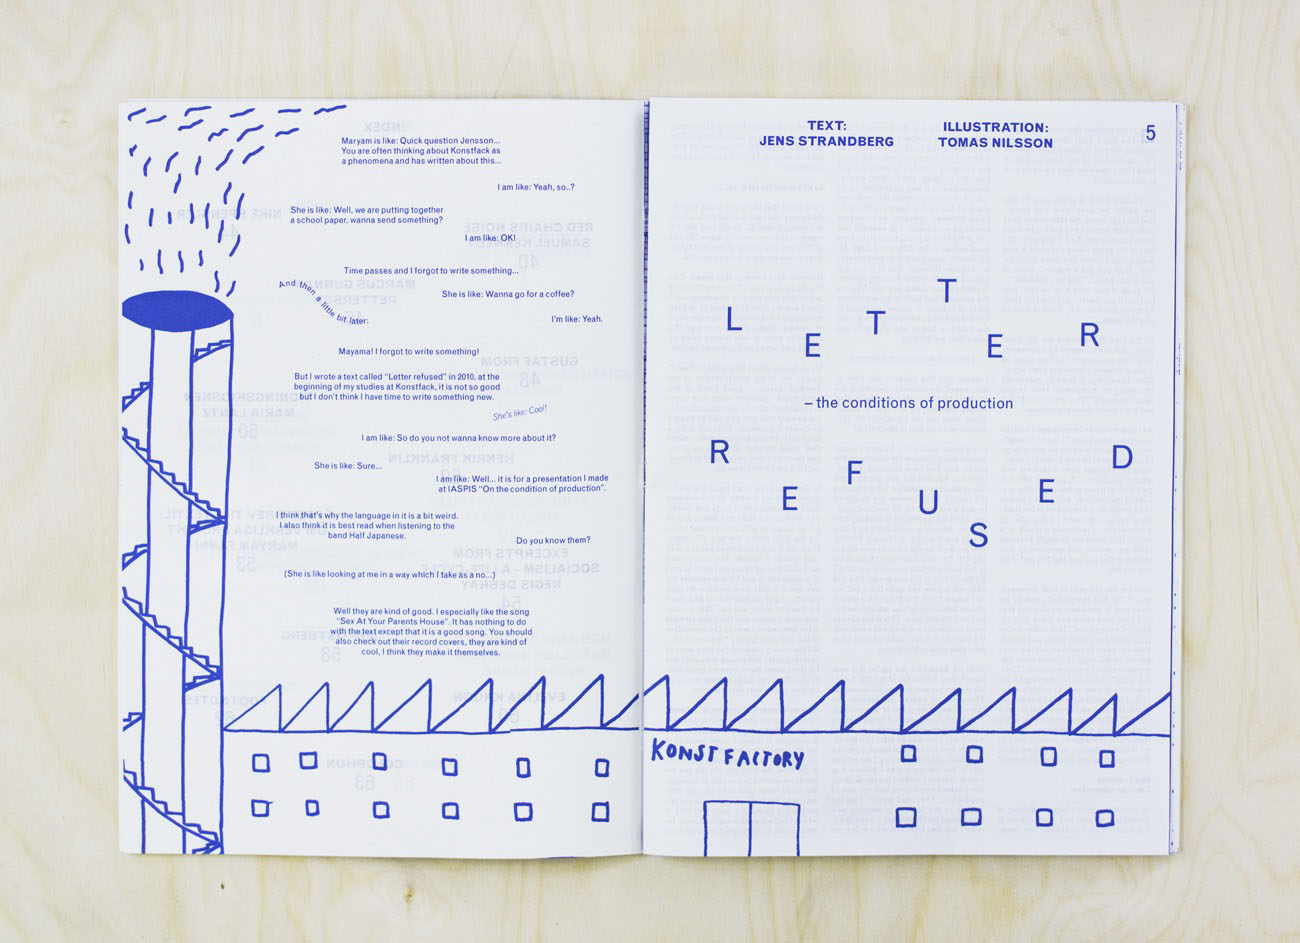 Maryam is like: Quick question Jensson...
You are often thinking about Konstfack as
a phenomena and has written about this...
I am like: Yeah, so..?
She is like: Well, we are putting together
a school paper, wanna send something?
I am like: OK!
Time passes and I forgot to write something...
And then a little bit later:
She is like: Wanna go for a coffee?
I'm like: Yeah.
Mayama! I forgot to write something!
But I wrote a text called “Letter refused” in 2010, at the
beginning of my studies at Konstfack, it is not so good
but I don't think I have time to write something new.
She's like: Cool!
I am like: So do you not wanna know more about it?
She is like: Sure...
I am like: Well... it is for a presentation I made
at IASPIS “On the condition of production”.
I think that's why the language in it is a bit weird.
I also think it is best read when listening to the
band Half Japanese.
Do you know them?
(She is like looking at me in a way which I take as a no...)
Well they are kind of good. I especially like the song
“Sex At Your Parents House”. It has nothing to do
with the text except that it is a good song. You should
also check out their record covers, they are kind of
cool, I think they make it themselves.
TEXT:
JENS STRANDBERG
ILLUSTRATION:
TOMAS NILSSON
5
LETTER
– the conditions of production
REFUSED
KONSTFACTORY